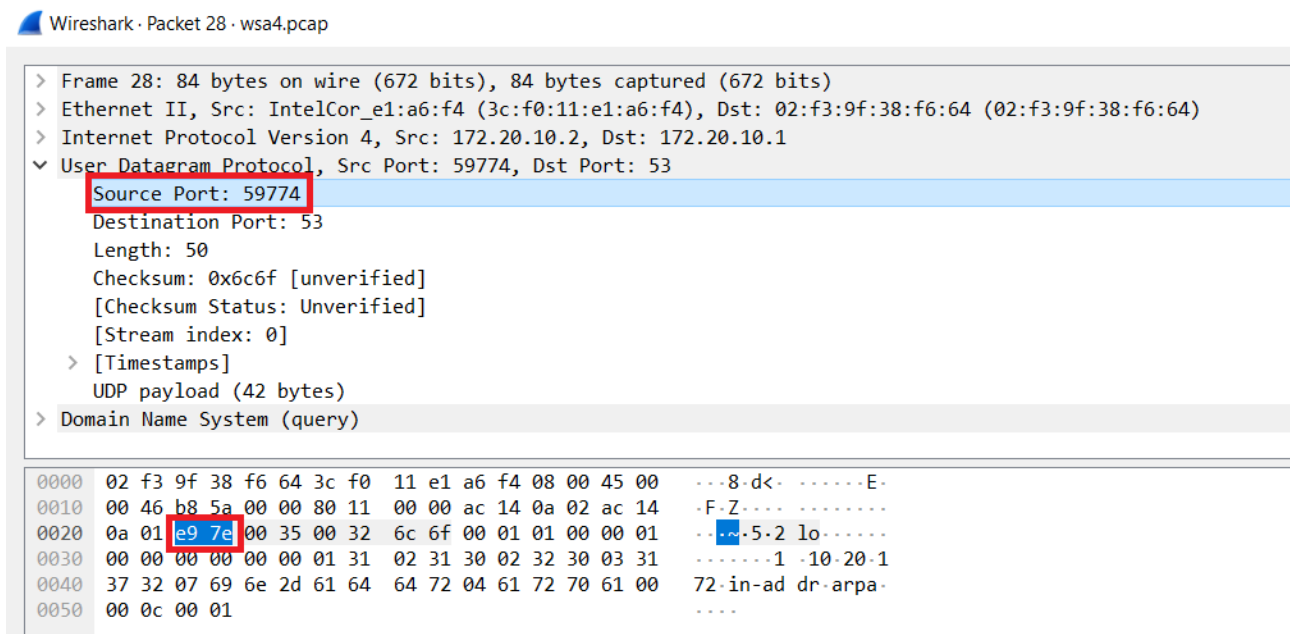 Wireshark · Packet 28 · wsa4.pcap
> Frame 28: 84 bytes on wire (672 bits), 84 bytes captured (672 bits)
> Ethernet II, Src: IntelCor_e1:a6:f4 (3c:f0:11:e1:a6:f4), Dst: 02:f3:9f:38:f6:64 (02:f3:9f:38:f6:64)
> Internet Protocol Version 4, Src: 172.20.10.2, Dst: 172.20.10.1
User Datagram Protocol, Src Port: 59774, Dst Port: 53
Source Port: 59774
Destination Port: 53
Length: 50
Checksum: 0x6c6f [unverified]
[Checksum Status: Unverified]
[Stream index: 0]
> [Timestamps]
UDP payload (42 bytes)
> Domain Name System (query)
0000 02 f3 9f 38 f6 64 3c f0 11 e1 a6 f4 08 00 45 00 ···8·d<· ······E·
0010 00 46 b8 5a 00 00 80 11 00 00 ac 14 0a 02 ac 14 ·F·Z···· ········
0020 0a 01 e9 7e 00 35 00 32 6c 6f 00 01 01 00 00 01 ···~·5·2 lo······
0030 00 00 00 00 00 00 01 31 02 31 30 02 32 30 03 31 ·······1 ·10·20·1
0040 37 32 07 69 6e 2d 61 64 64 72 04 61 72 70 61 00 72·in-ad dr·arpa·
0050 00 0c 00 01 ····